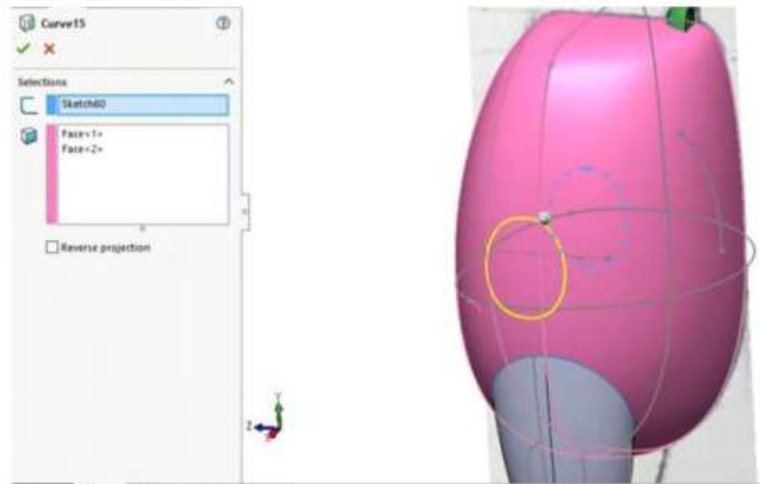 Curve15
Selections
Sketch60
Face<1>
Face<2>
Reverse projection
Y
Z